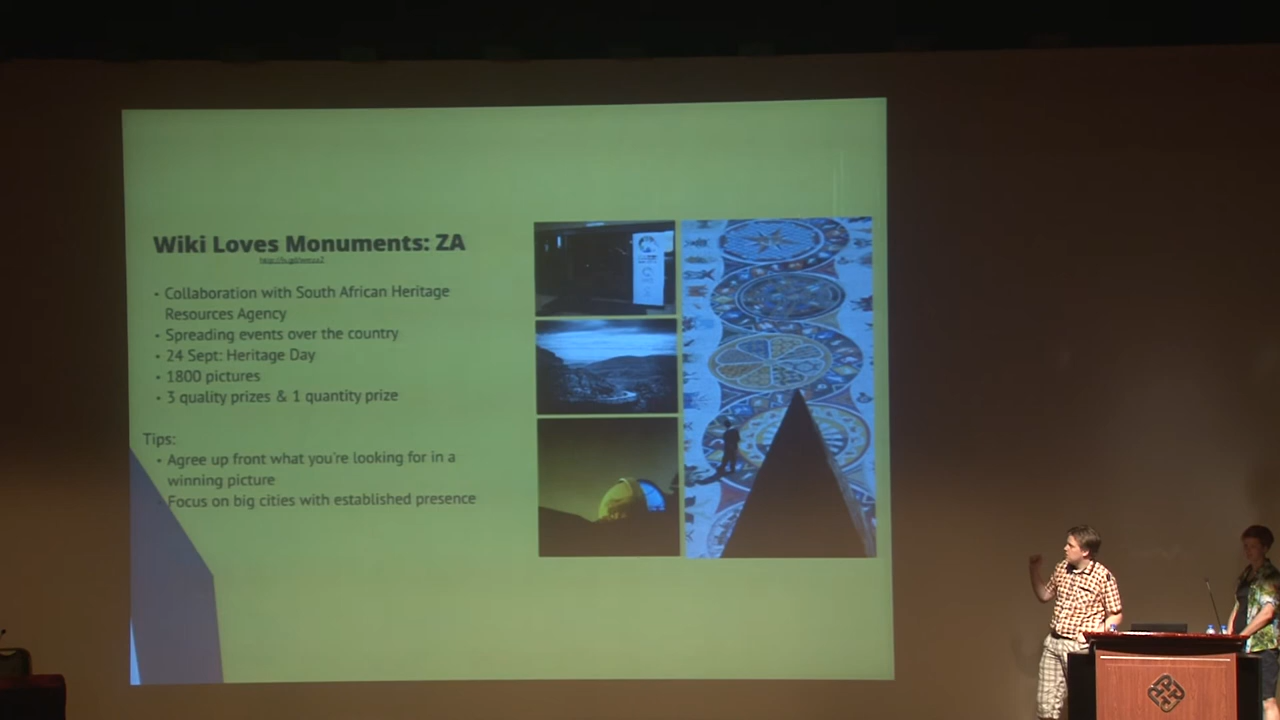 Wiki Loves Monuments: ZA
• Collaboration with South African Heritage
Resources Agency
• Spreading events over the country
• 24 Sept: Heritage Day
• 1800 pictures
• 3 quality prizes & 1 quantity prize
Tips:
• Agree up front what you're looking for in a
winning picture
• Focus on big cities with established presence